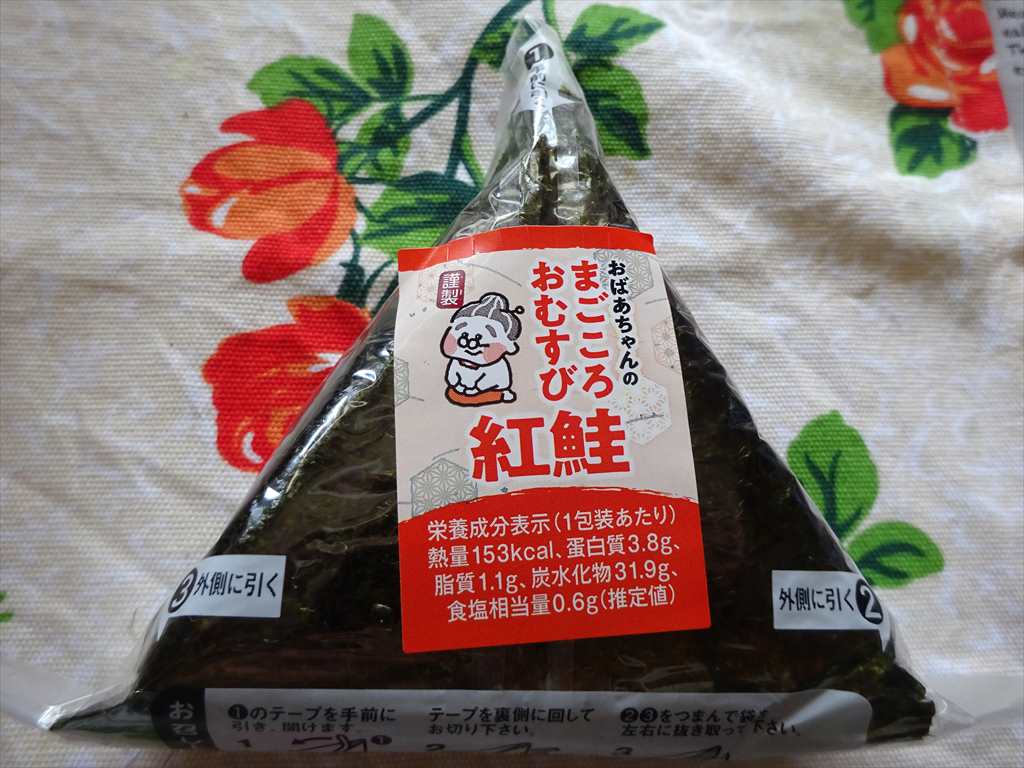 1
謹製
おばあちゃんの
まごころ
おむすび
紅鮭
栄養成分表示(1包装あたり)
熱量153kcal、蛋白質3.8g、
脂質1.1g、炭水化物31.9g、
食塩相当量0.6g(推定値)
③外側に引く
外側に引く②
①のテープを手前に
引き、開けます
テープを裏側に回して
お切り下さい。
②③をつまんで袋を
左右に抜き取って下さい。
1
①
2
3